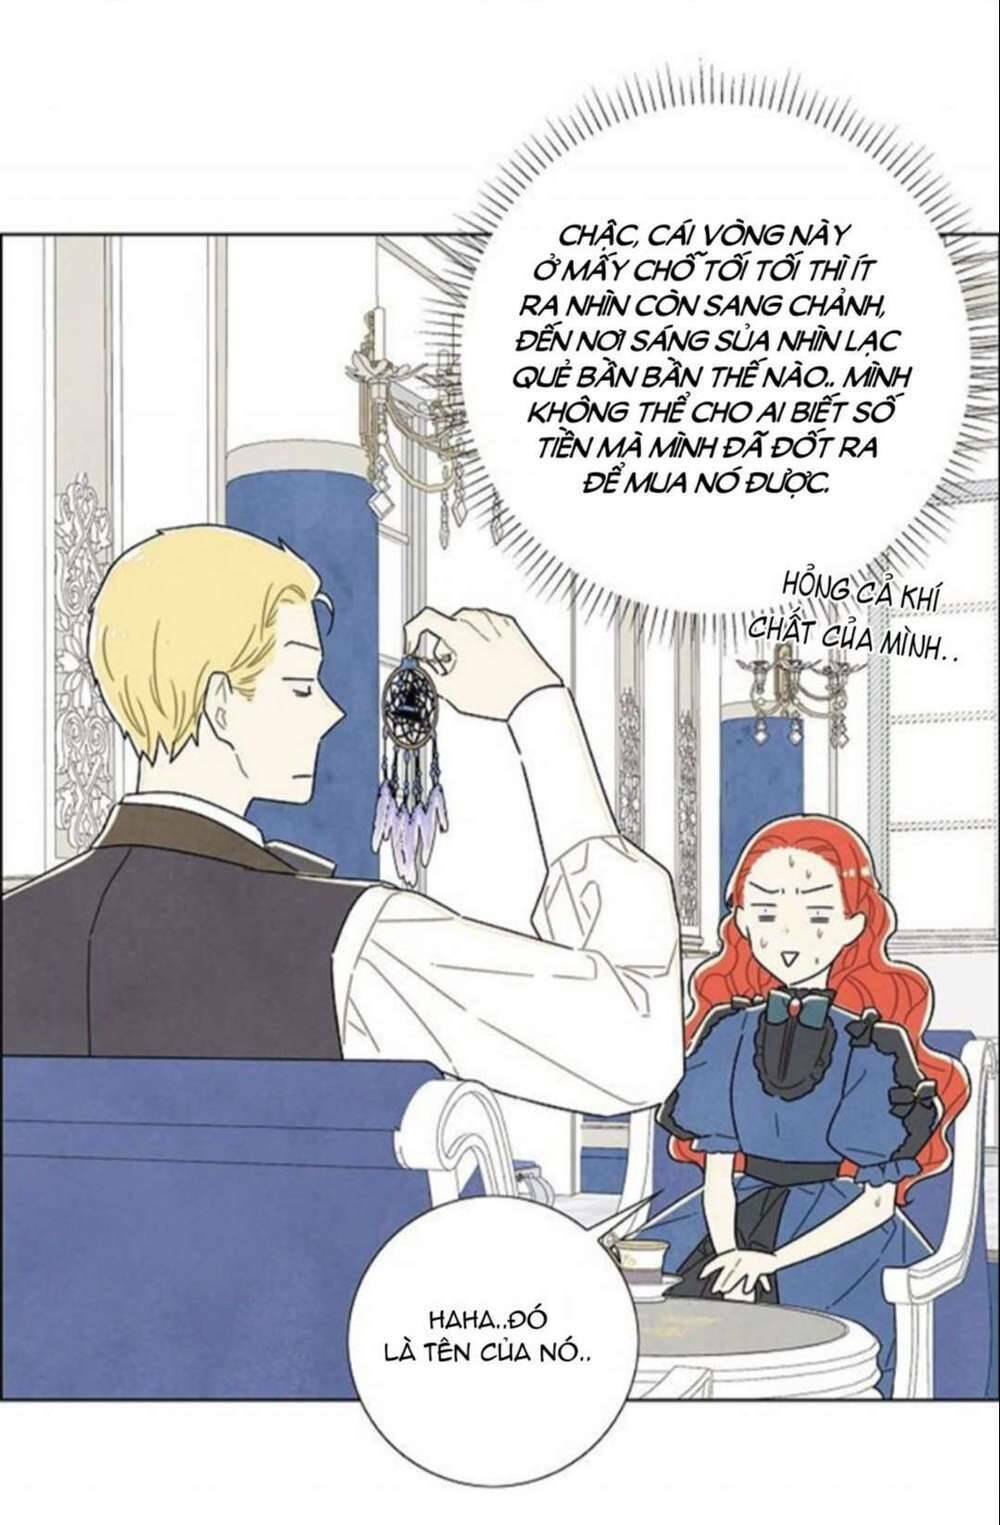 CHẬC, CÁI VÒNG NÀY
Ở MẤY CHỖ TỐI TỐI THÌ ÍT
RA NHÌN CÒN SANG CHẢNH,
ĐẾN NƠI SÁNG SỦA NHÌN LẠC
QUẺ BẦN BẦN THẾ NÀO.. MÌNH
KHÔNG THỂ CHO AI BIẾT SỐ
TIỀN MÀ MÌNH ĐÃ ĐỐT RA
ĐỂ MUA NÓ ĐƯỢC.
HỎNG CẢ KHÍ
CHẤT CỦA MÌNH..
HAHA..ĐÓ
LÀ TÊN CỦA NÓ..